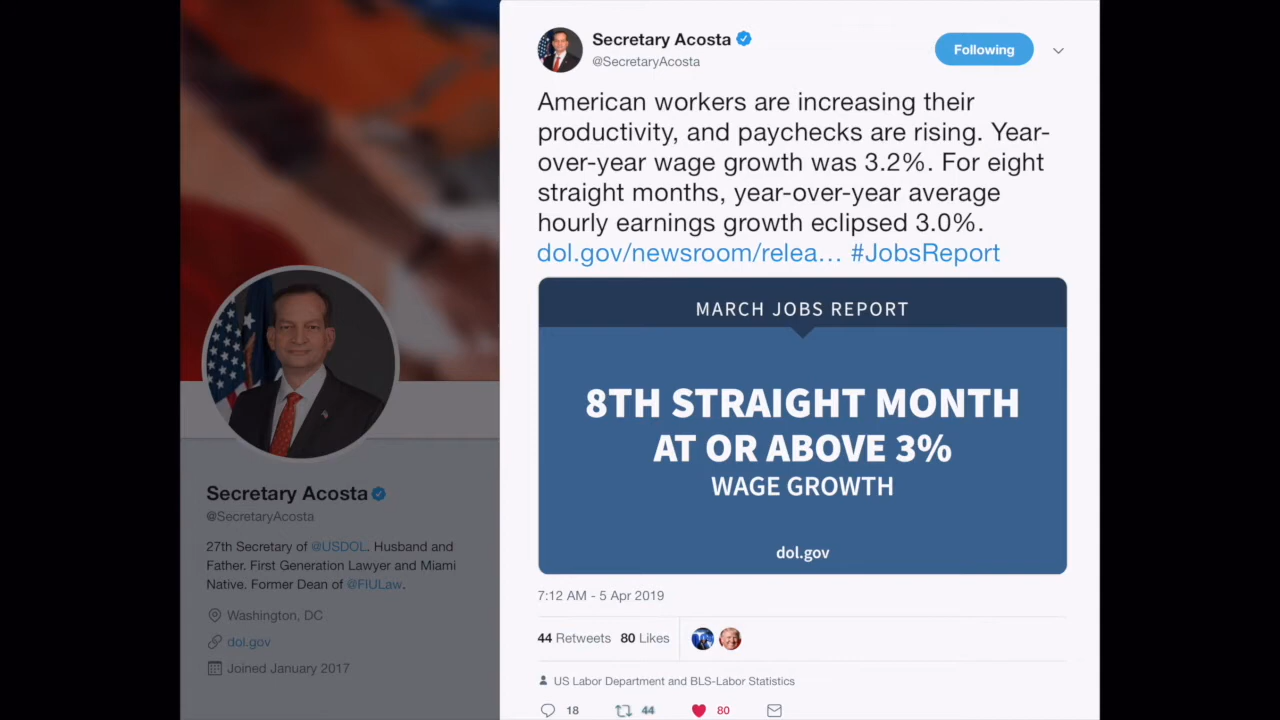 Secretary Acosta
@SecretaryAcosta
Following
American workers are increasing their
productivity, and paychecks are rising. Year-
over-year wage growth was 3.2%. For eight
straight months, year-over-year average
hourly earnings growth eclipsed 3.0%.
dol.gov/newsroom/relea… #JobsReport
MARCH JOBS REPORT
8TH STRAIGHT MONTH
AT OR ABOVE 3%
WAGE GROWTH
dol.gov
7:12 AM - 5 Apr 2019
44 Retweets 80 Likes
US Labor Department and BLS-Labor Statistics
18 44 80
Secretary Acosta
@SecretaryAcosta
27th Secretary of @USDOL. Husband and
Father. First Generation Lawyer and Miami
Native. Former Dean of @FIULaw.
Washington, DC
dol.gov
Joined January 2017